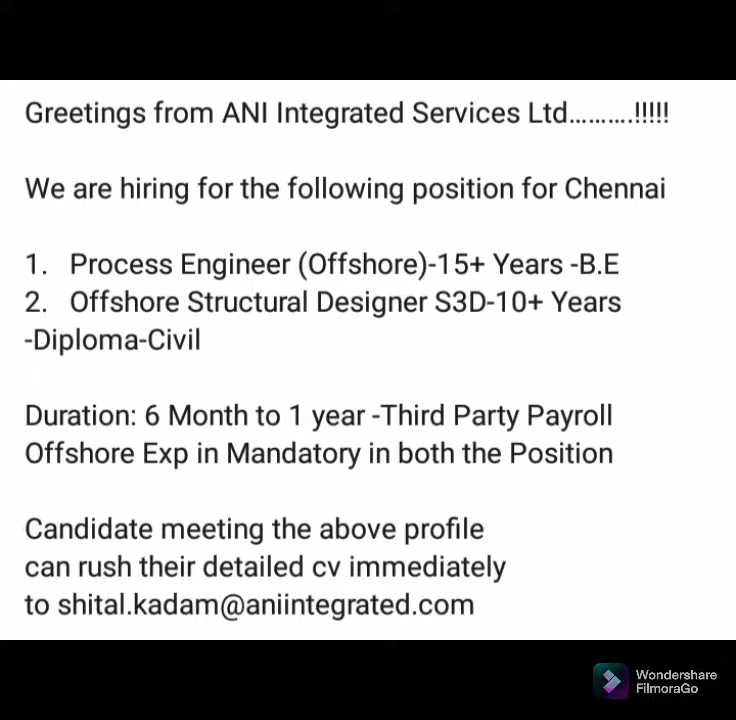 Greetings from ANI Integrated Services Ltd..........!!!!!
We are hiring for the following position for Chennai
1. Process Engineer (Offshore)-15+ Years -B.E
2. Offshore Structural Designer S3D-10+ Years
-Diploma-Civil
Duration: 6 Month to 1 year -Third Party Payroll
Offshore Exp in Mandatory in both the Position
Candidate meeting the above profile
can rush their detailed cv immediately
to shital.kadam@aniintegrated.com
Wondershare
FilmoraGo